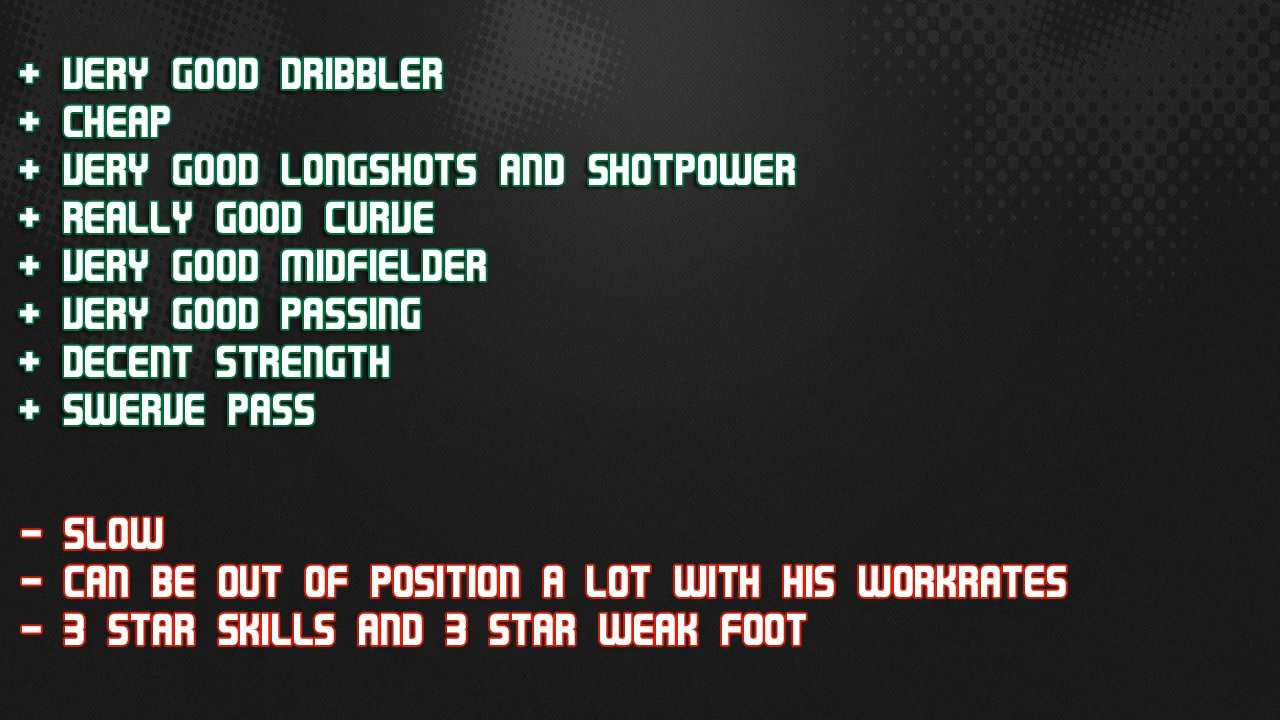 + VERY GOOD DRIBBLER
+ CHEAP
+ VERY GOOD LONGSHOTS AND SHOTPOWER
+ REALLY GOOD CURVE
+ VERY GOOD MIDFIELDER
+ VERY GOOD PASSING
+ DECENT STRENGTH
+ SWERVE PASS
- SLOW
- CAN BE OUT OF POSITION A LOT WITH HIS WORKRATES
- 3 STAR SKILLS AND 3 STAR WEAK FOOT